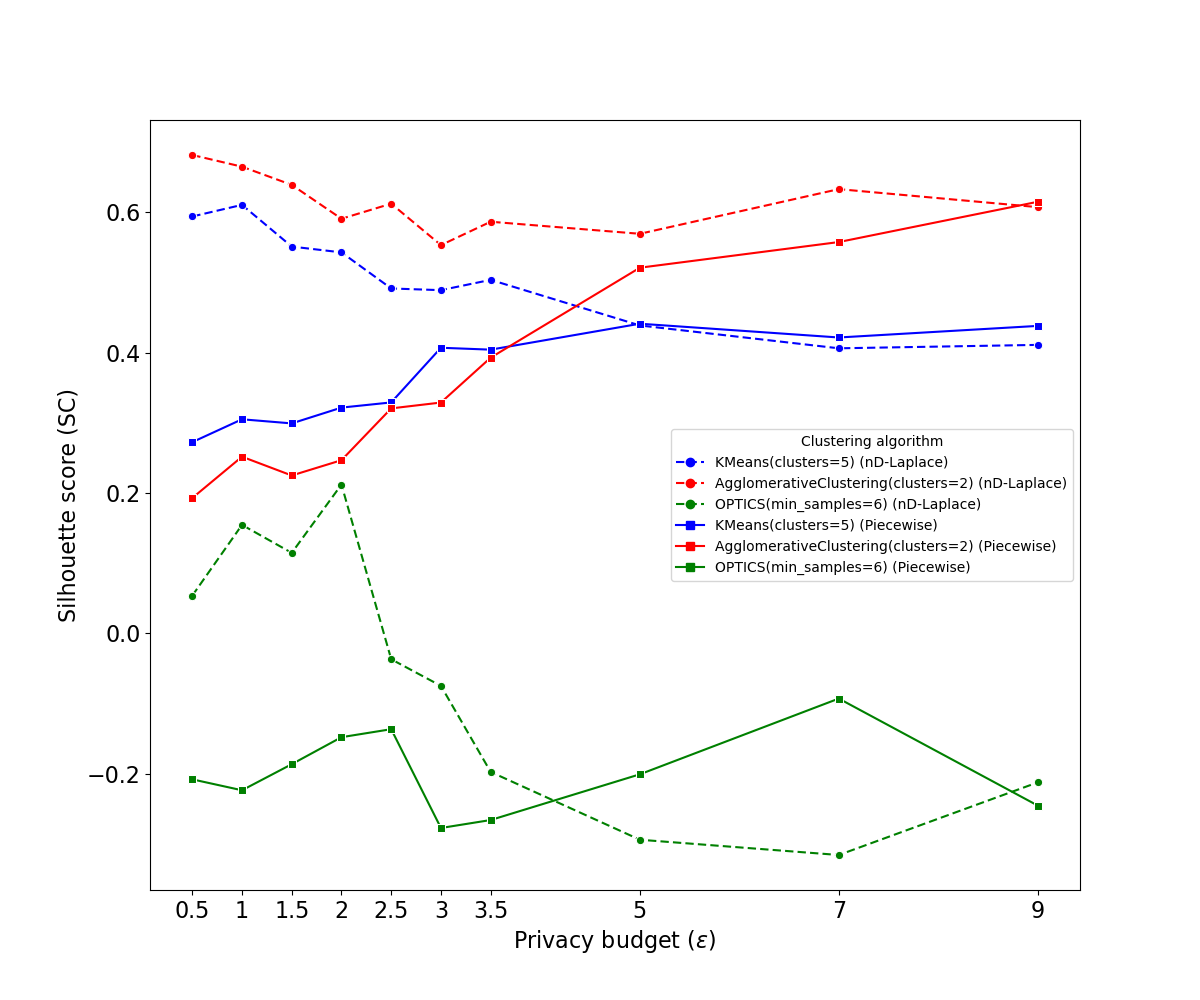 0.6
0.4
0.2
0.0
−0.2
Silhouette score (SC)
Clustering algorithm
KMeans(clusters=5) (nD-Laplace)
AgglomerativeClustering(clusters=2) (nD-Laplace)
OPTICS(min_samples=6) (nD-Laplace)
KMeans(clusters=5) (Piecewise)
AgglomerativeClustering(clusters=2) (Piecewise)
OPTICS(min_samples=6) (Piecewise)
0.5 1 1.5 2 2.5 3 3.5 5 7 9
Privacy budget (ε)